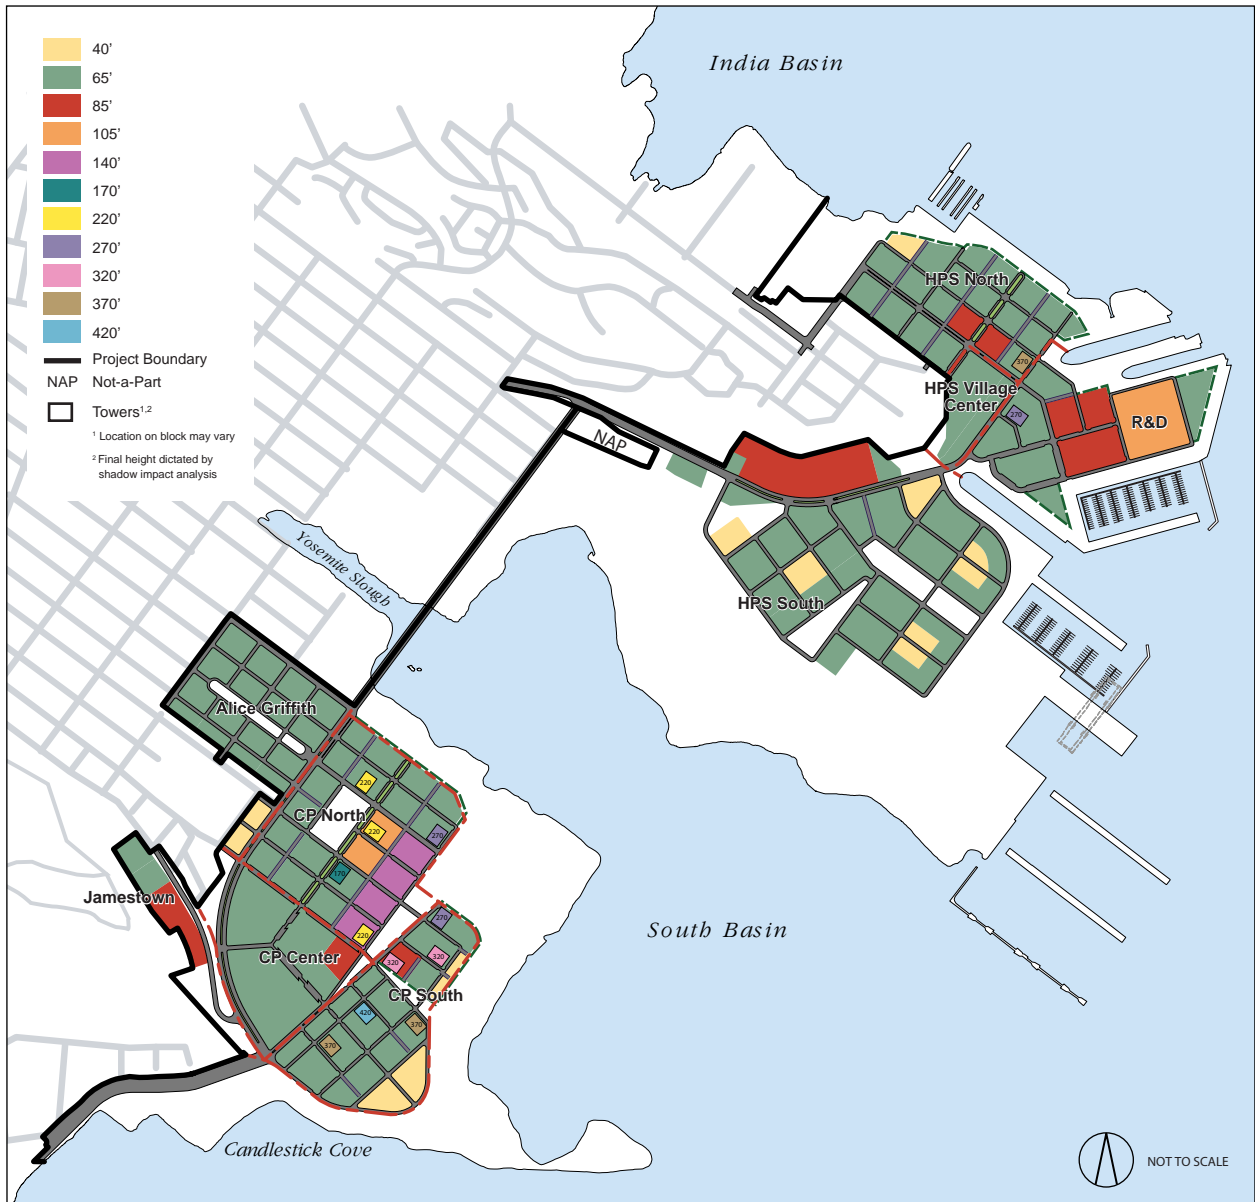 40'
65'
85'
105'
140'
170'
220'
270'
320'
370'
420'
Project Boundary
NAP Not-a-Part
Towers¹,²
¹ Location on block may vary
² Final height dictated by
shadow impact analysis
India Basin
HPS North
370
HPS Village
Center
270
R&D
NAP
Yosemite Slough
HPS South
Alice Griffith
220
CP North
220
270
170
Jamestown
270
220
CP Center
320
320
CP South
420
370
370
South Basin
Candlestick Cove
NOT TO SCALE